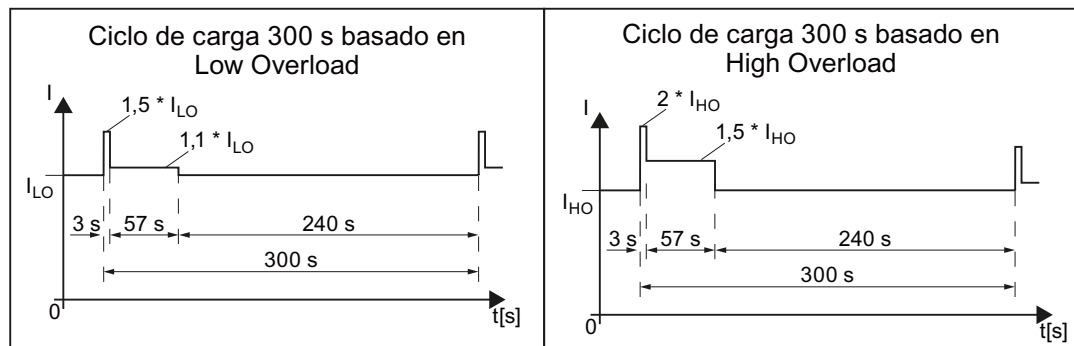 Ciclo de carga 300 s basado en
Low Overload
I
1,5 * I_LO
1,1 * I_LO
I_LO
3 s
57 s
240 s
300 s
0
t[s]
Ciclo de carga 300 s basado en
High Overload
I
2 * I_HO
1,5 * I_HO
I_HO
3 s
57 s
240 s
300 s
0
t[s]